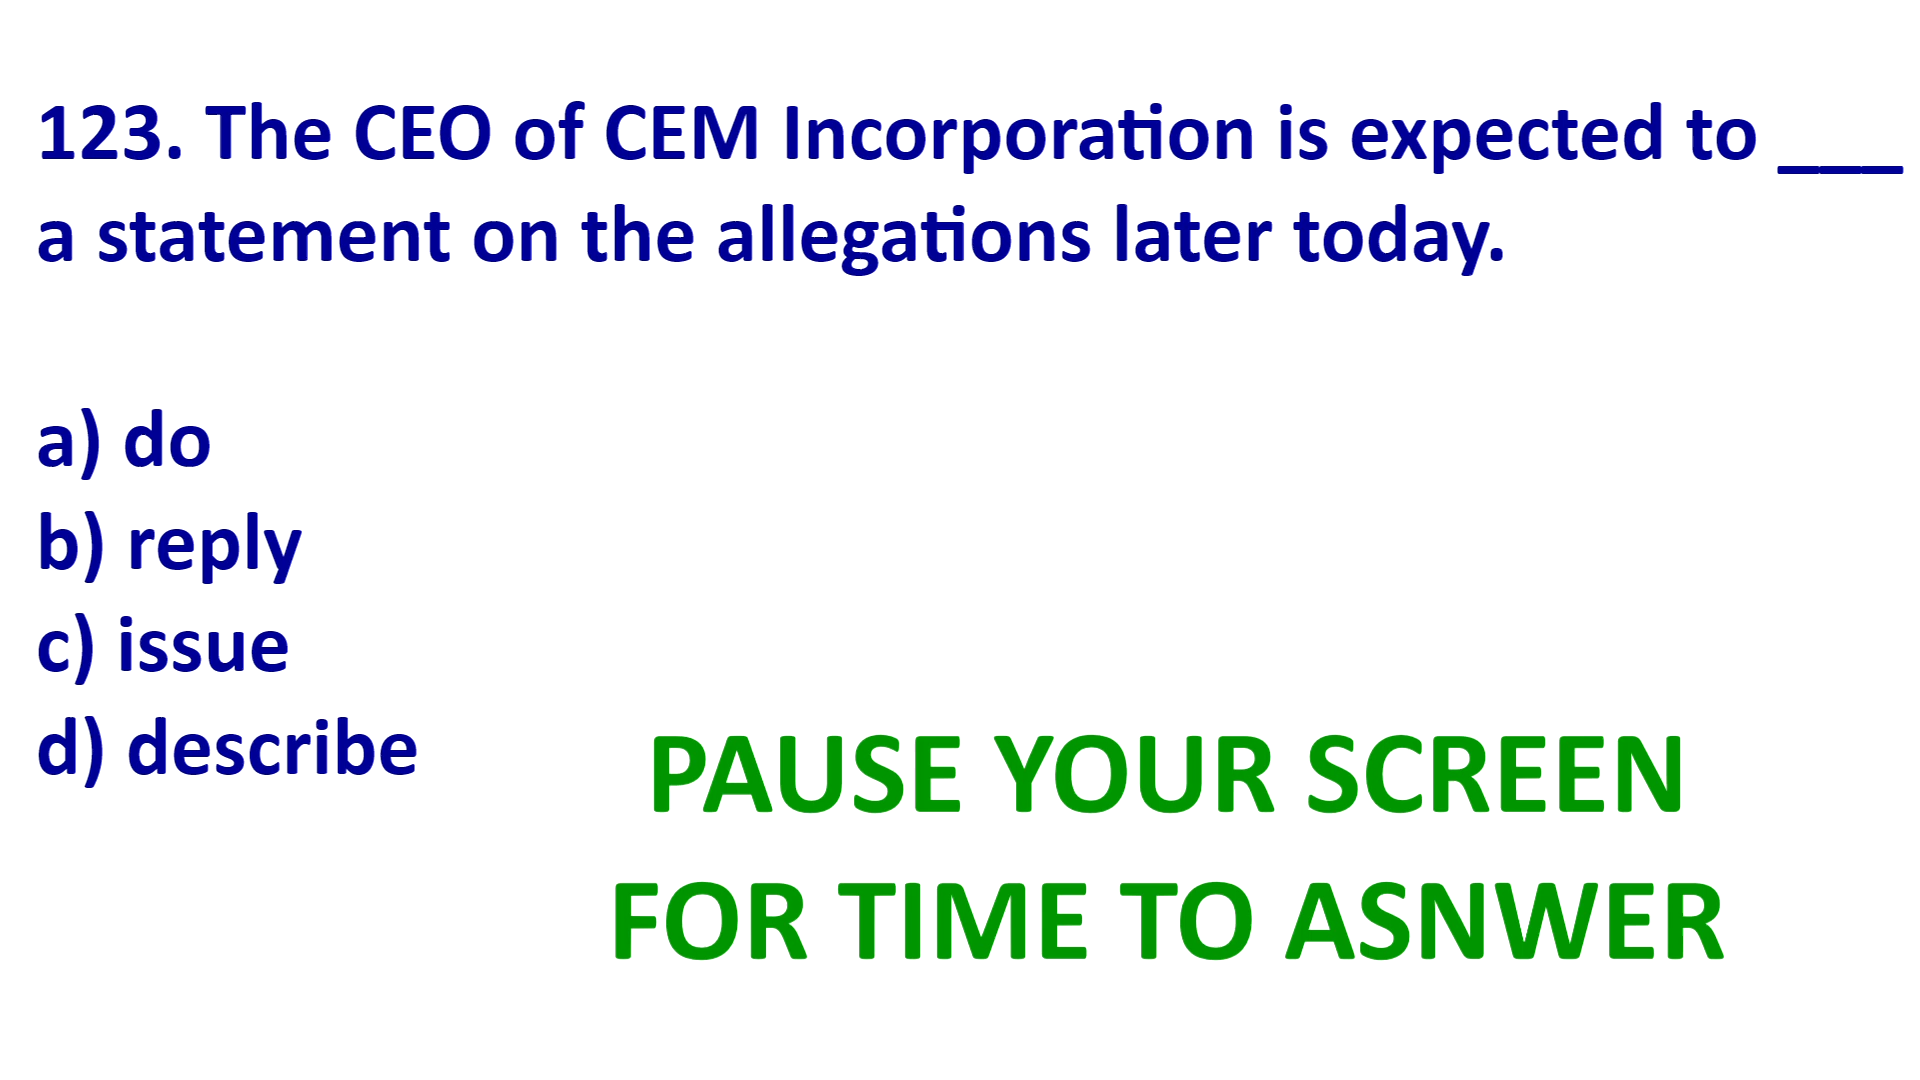 123. The CEO of CEM Incorporation is expected to ___
a statement on the allegations later today.
a) do
b) reply
c) issue
d) describe
PAUSE YOUR SCREEN
FOR TIME TO ASNWER